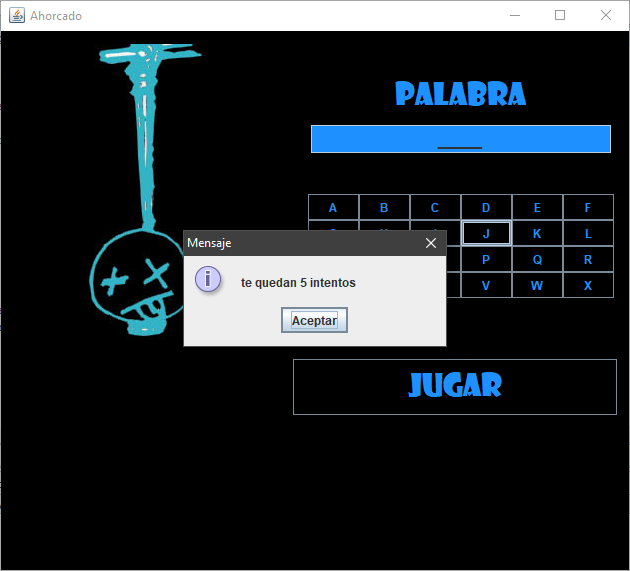 Ahorcado
PALABRA
A B C D E F
J K L
P Q R
V W X
Mensaje
te quedan 5 intentos
Aceptar
JUGAR